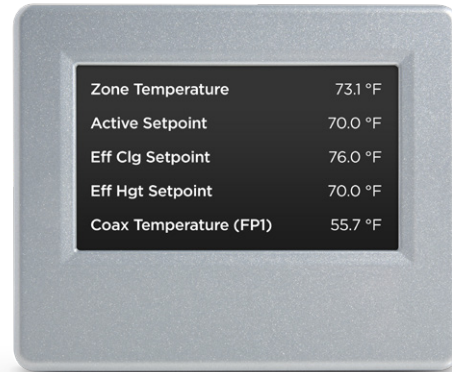 Zone Temperature 73.1 °F
Active Setpoint 70.0 °F
Eff Clg Setpoint 76.0 °F
Eff Hgt Setpoint 70.0 °F
Coax Temperature (FP1) 55.7 °F